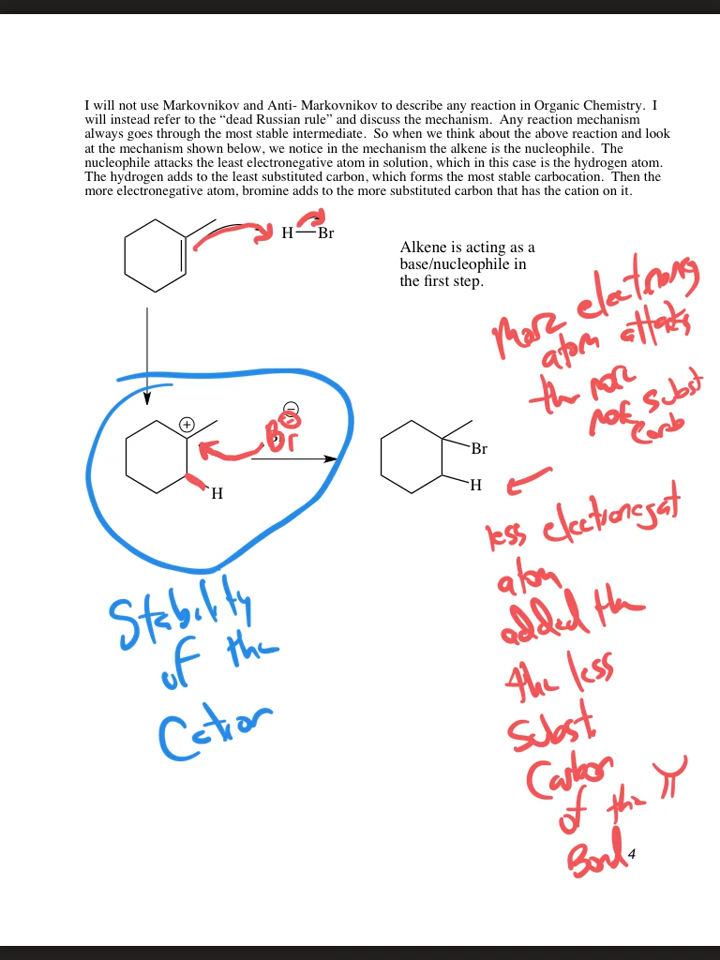 I will not use Markovnikov and Anti- Markovnikov to describe any reaction in Organic Chemistry.  I
will instead refer to the “dead Russian rule” and discuss the mechanism.  Any reaction mechanism
always goes through the most stable intermediate.  So when we think about the above reaction and look
at the mechanism shown below, we notice in the mechanism the alkene is the nucleophile.  The
nucleophile attacks the least electronegative atom in solution, which in this case is the hydrogen atom.
The hydrogen adds to the least substituted carbon, which forms the most stable carbocation.  Then the
more electronegative atom, bromine adds to the more substituted carbon that has the cation on it.
H—Br
Alkene is acting as a
base/nucleophile in
the first step.
More electroneg
atom attacks
the more
subst
Carb
+
Br
H
Br
H
less electronegat
atom
added the
the less
Subst
Carbon
of the π
Bond
Stability
of the
Cation
4